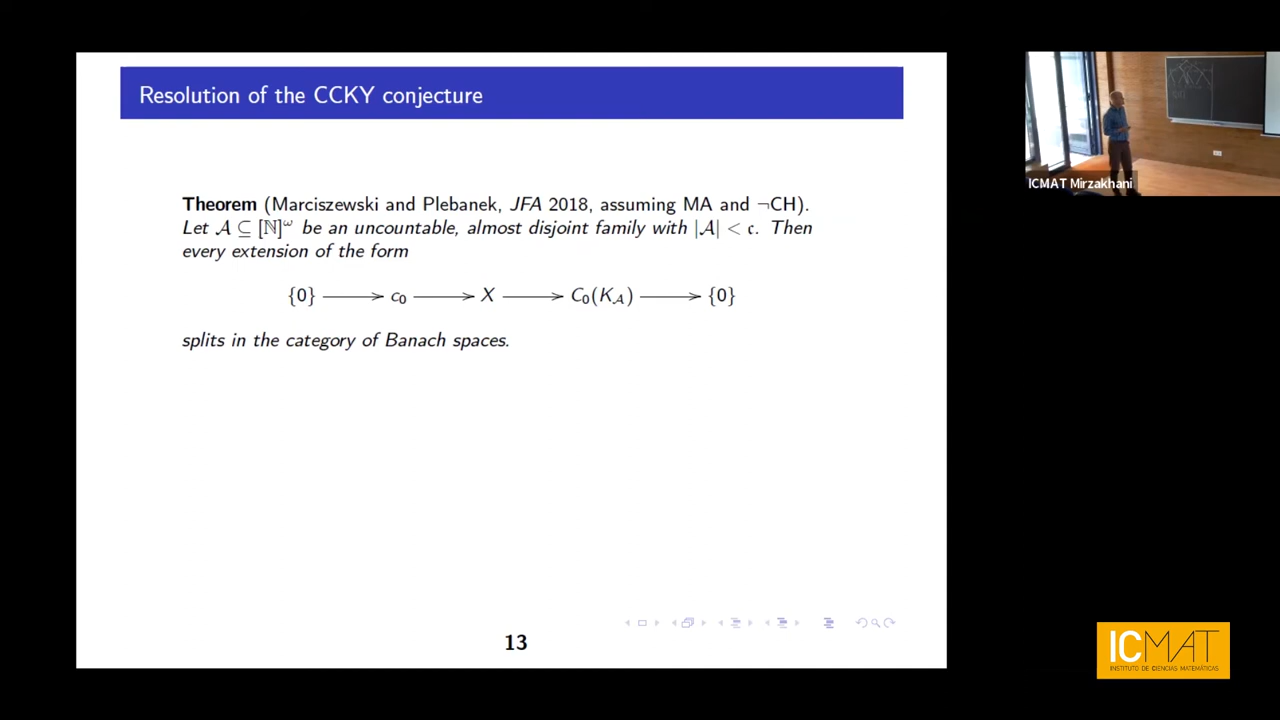 Resolution of the CCKY conjecture
Theorem (Marciszewski and Plebanek, JFA 2018, assuming MA and ¬CH).
Let 𝒜 ⊆ [ℕ]^ω be an uncountable, almost disjoint family with |𝒜| < 𝔠. Then
every extension of the form
{0} ⟶ c₀ ⟶ X ⟶ C₀(K_𝒜) ⟶ {0}
splits in the category of Banach spaces.
13
ICMAT Mirzakhani
ICMAT
INSTITUTO DE CIENCIAS MATEMÁTICAS